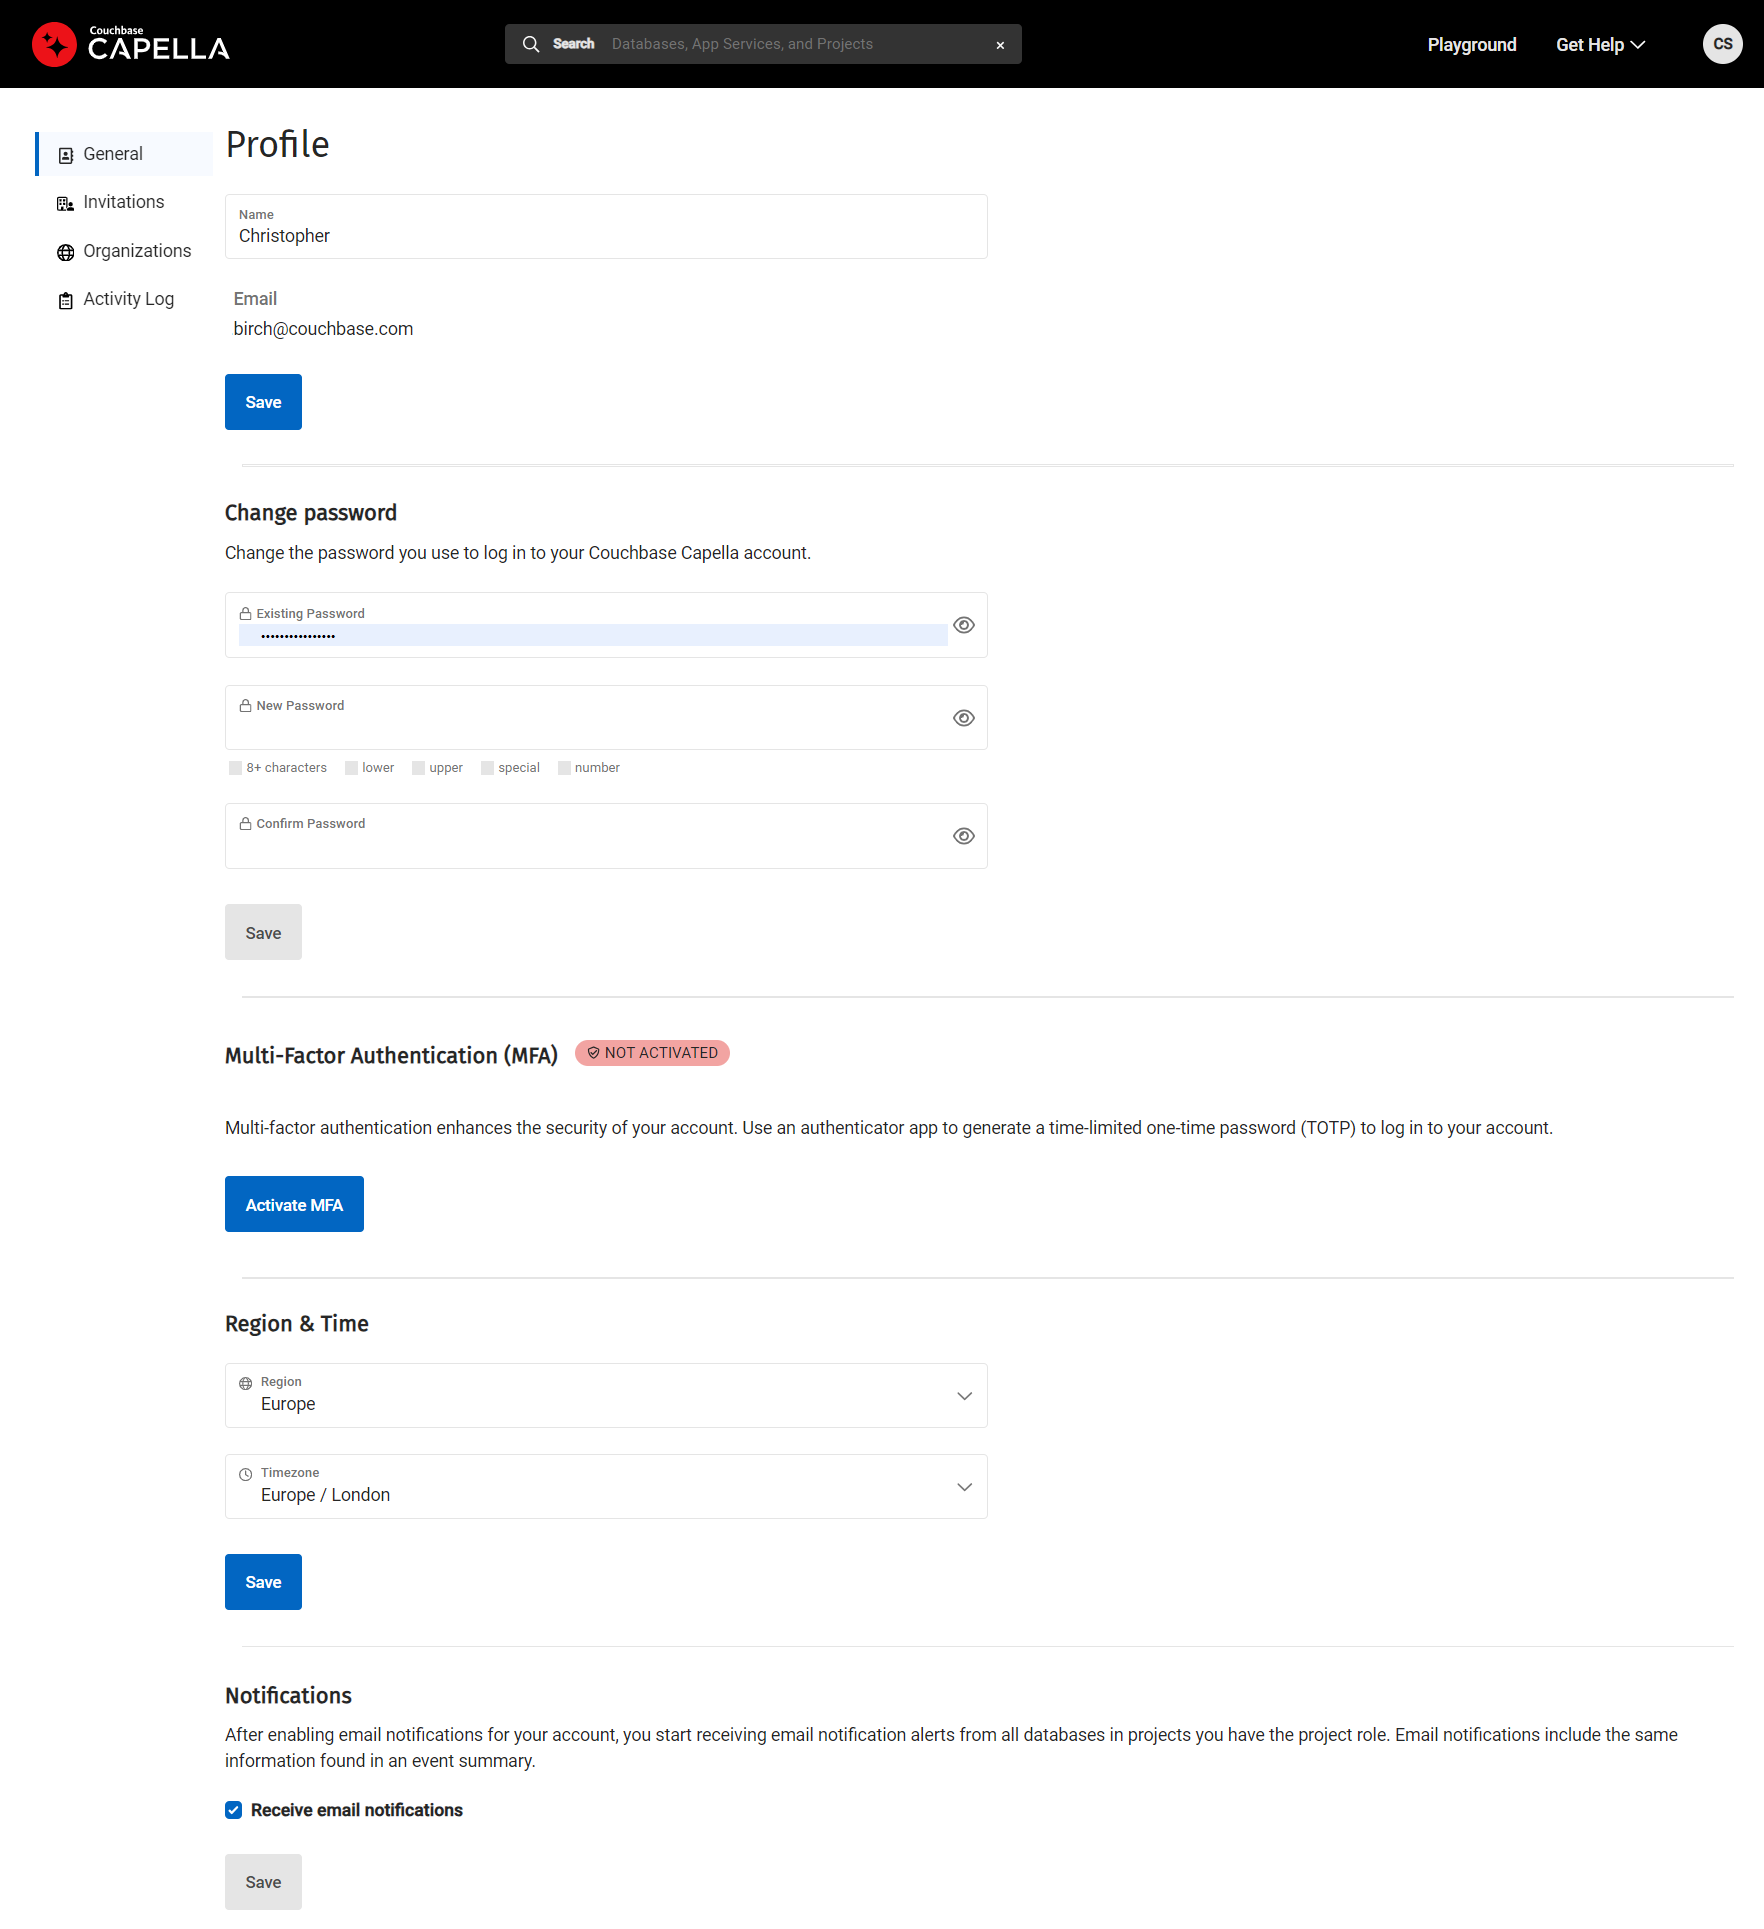 Couchbase
CAPELLA
Search Databases, App Services, and Projects ×
Playground
Get Help
CS
General
Invitations
Organizations
Activity Log
Profile
Name
Christopher
Email
birch@couchbase.com
Save
Change password
Change the password you use to log in to your Couchbase Capella account.
Existing Password
••••••••••••••••
New Password
8+ characters lower upper special number
Confirm Password
Save
Multi-Factor Authentication (MFA) NOT ACTIVATED
Multi-factor authentication enhances the security of your account. Use an authenticator app to generate a time-limited one-time password (TOTP) to log in to your account.
Activate MFA
Region & Time
Region
Europe
Timezone
Europe / London
Save
Notifications
After enabling email notifications for your account, you start receiving email notification alerts from all databases in projects you have the project role. Email notifications include the same
information found in an event summary.
Receive email notifications
Save